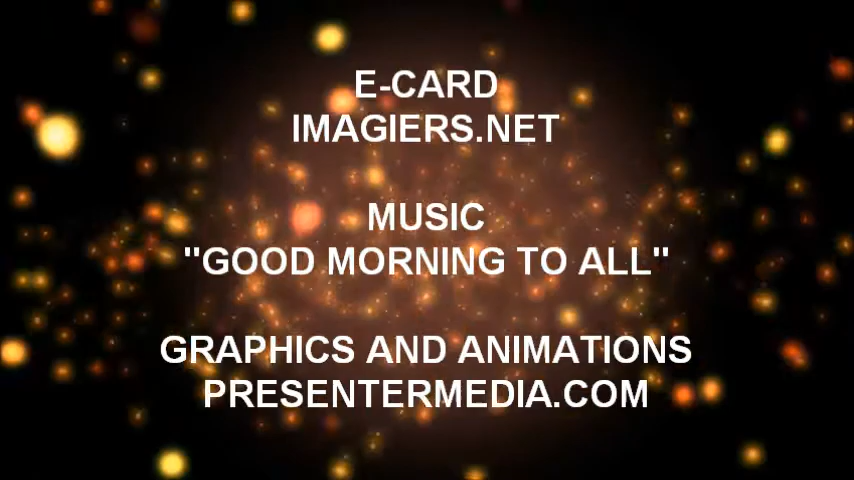 E-CARD
IMAGIERS.NET
MUSIC
"GOOD MORNING TO ALL"
GRAPHICS AND ANIMATIONS
PRESENTERMEDIA.COM